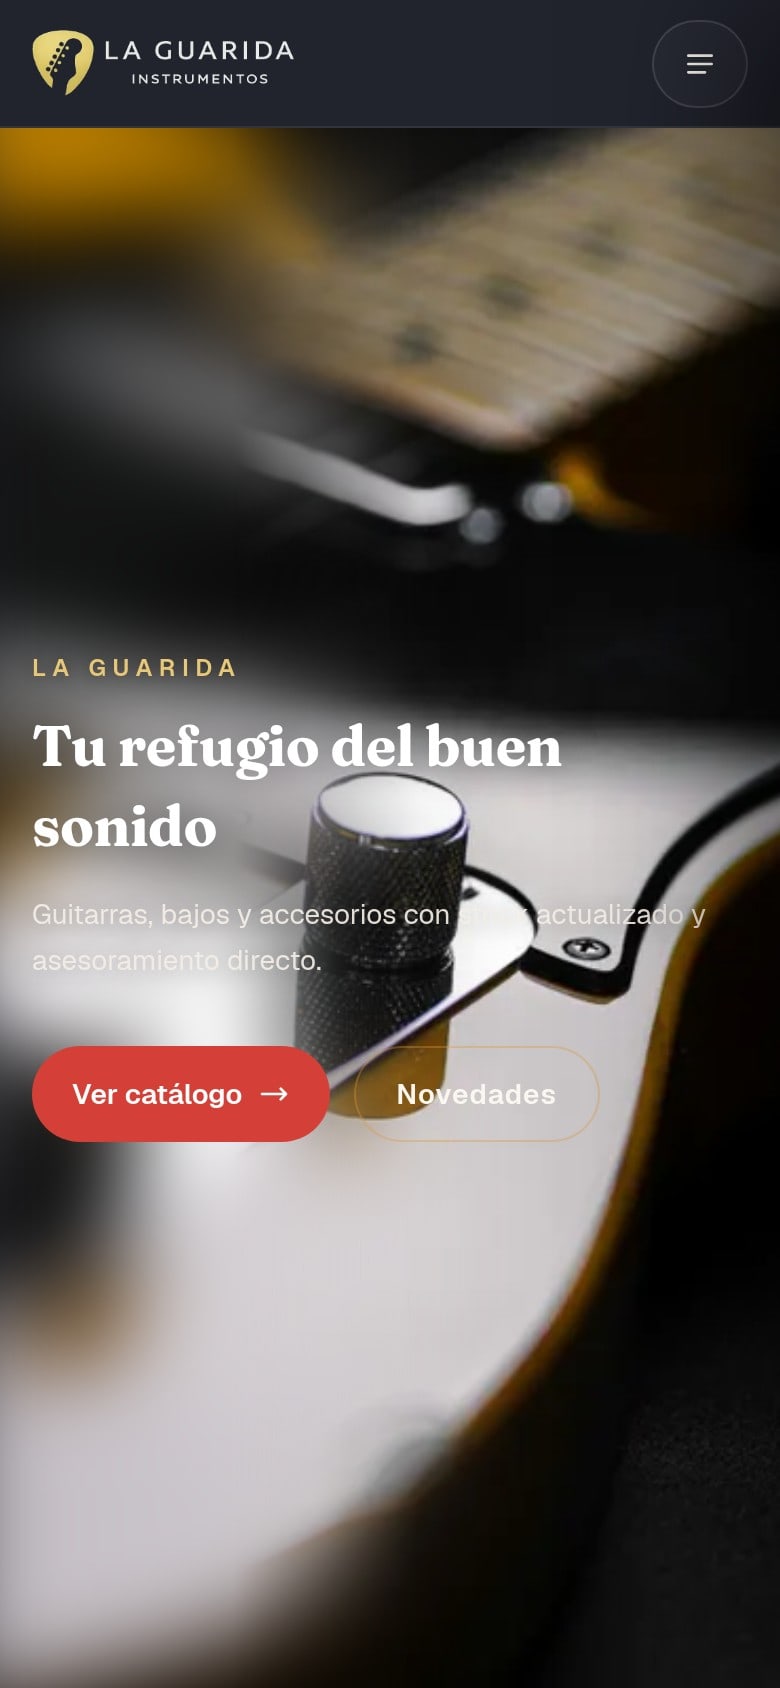 LA GUARIDA
INSTRUMENTOS
LA GUARIDA
Tu refugio del buen
sonido
Guitarras, bajos y accesorios con stock actualizado y
asesoramiento directo.
Ver catálogo →
Novedades